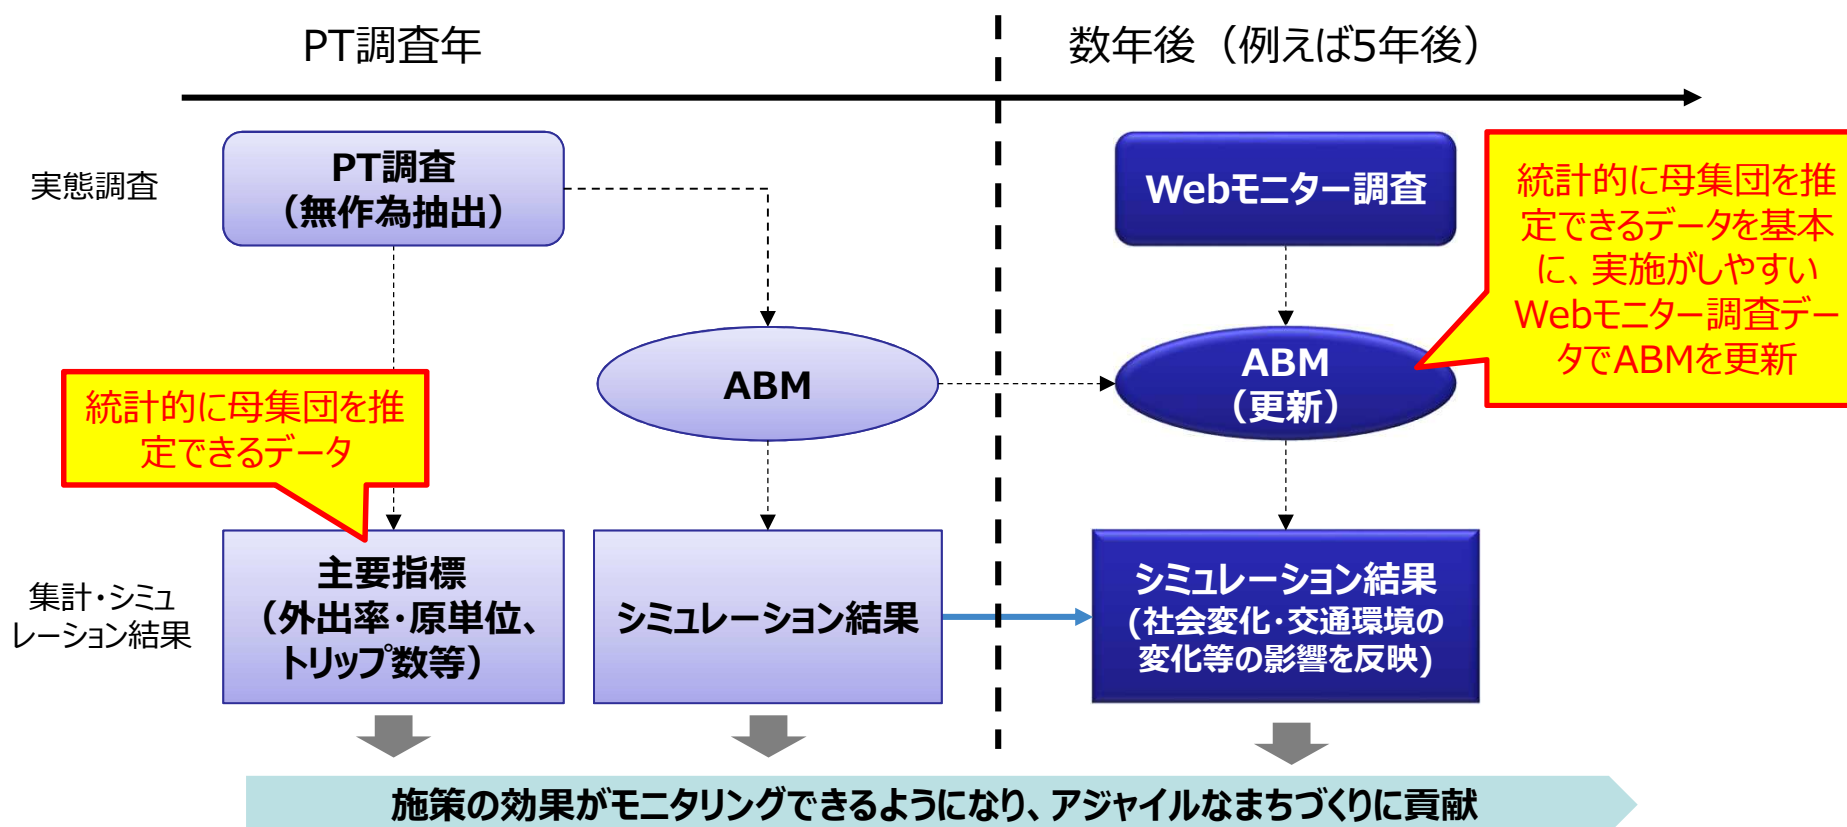 PT調査年
数年後（例えば5年後）
実態調査
PT調査
（無作為抽出）
Webモニター調査
統計的に母集団を推
定できるデータを基本
に、実施がしやすい
Webモニター調査デー
タでABMを更新
ABM
ABM
（更新）
統計的に母集団を推
定できるデータ
集計・シミュ
レーション結果
主要指標
（外出率・原単位、
トリップ数等）
シミュレーション結果
シミュレーション結果
(社会変化・交通環境の
変化等の影響を反映)
施策の効果がモニタリングできるようになり、アジャイルなまちづくりに貢献